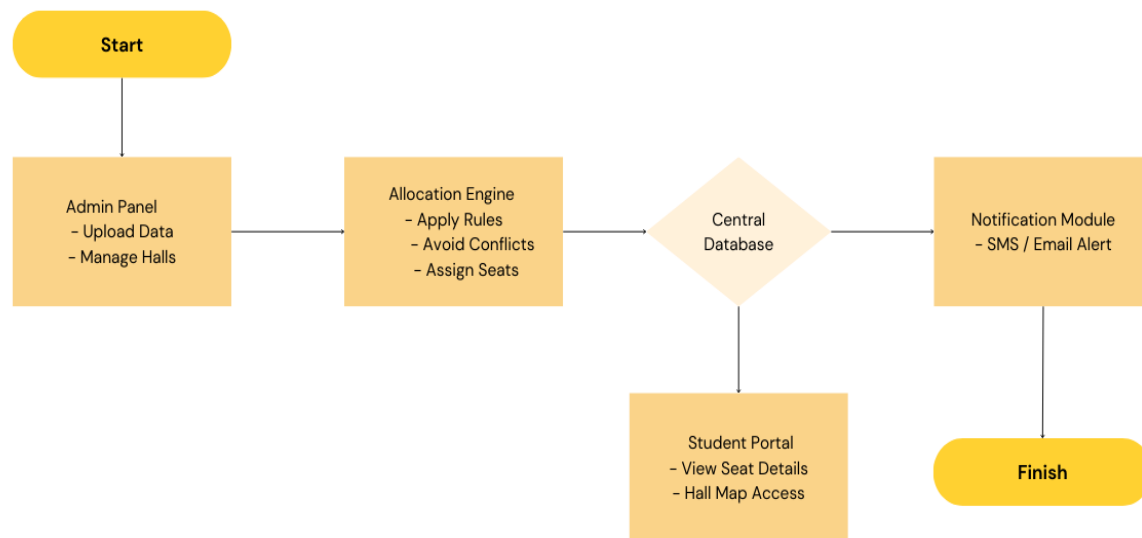 Start
Admin Panel
- Upload Data
- Manage Halls
Allocation Engine
- Apply Rules
- Avoid Conflicts
- Assign Seats
Central
Database
Notification Module
- SMS / Email Alert
Student Portal
- View Seat Details
- Hall Map Access
Finish